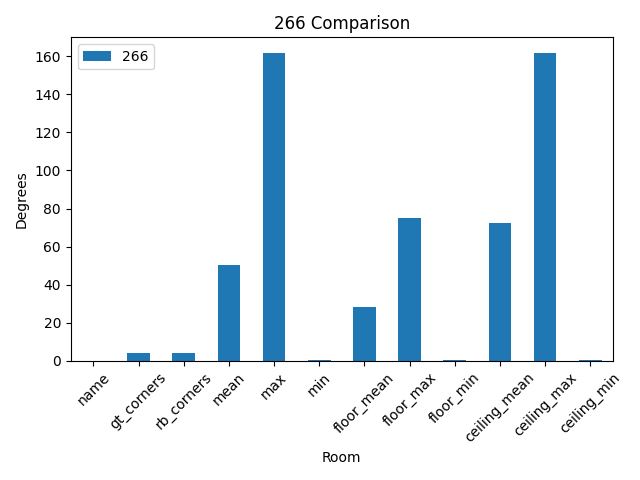 266 Comparison
266
Degrees
160
140
120
100
80
60
40
20
0
name
gt_corners
rb_corners
mean
max
min
floor_mean
floor_max
floor_min
ceiling_mean
ceiling_max
ceiling_min
Room